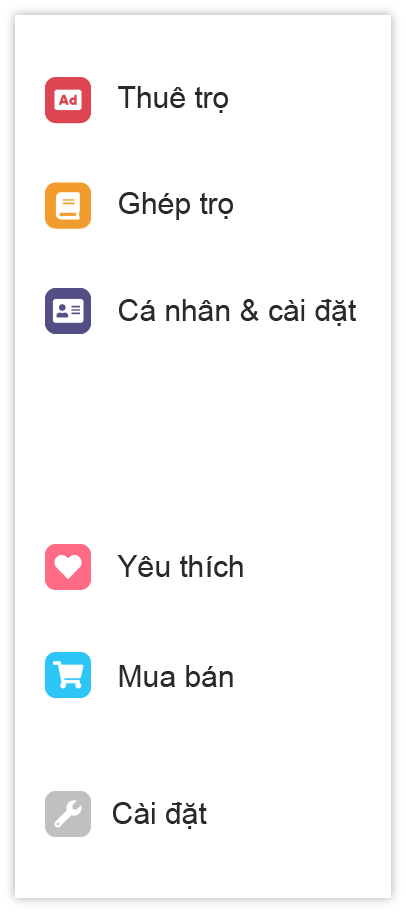 Ad
Thuê trọ
Ghép trọ
Cá nhân & cài đặt
Yêu thích
Mua bán
Cài đặt